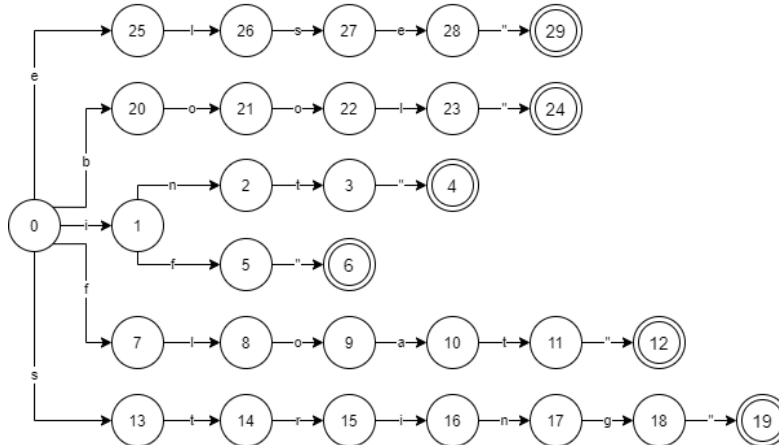 25 l 26 s 27 e 28 " 29
e
20 o 21 o 22 l 23 " 24
b
n 2 t 3 " 4
0 i 1
f 5 " 6
f
7 l 8 o 9 a 10 t 11 " 12
s
13 t 14 r 15 i 16 n 17 g 18 " 19